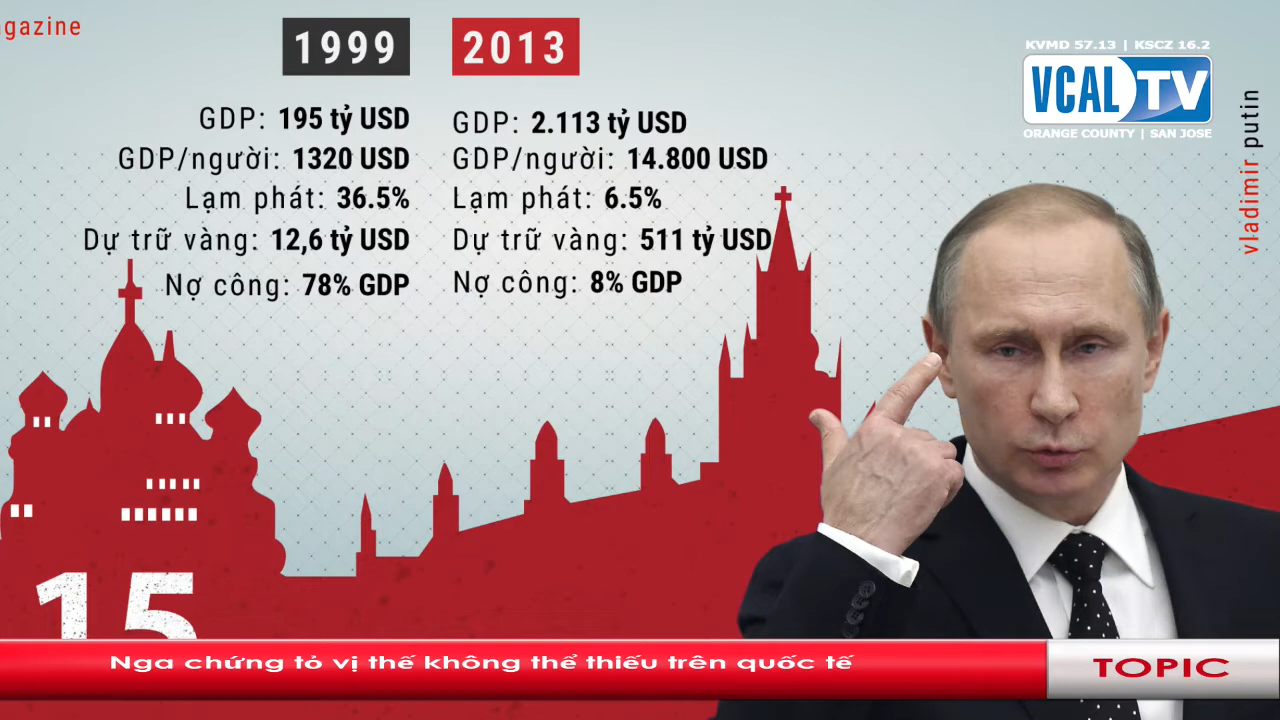 agazine
1999
2013
GDP: 195 tỷ USD
GDP/người: 1320 USD
Lạm phát: 36.5%
Dự trữ vàng: 12,6 tỷ USD
Nợ công: 78% GDP
GDP: 2.113 tỷ USD
GDP/người: 14.800 USD
Lạm phát: 6.5%
Dự trữ vàng: 511 tỷ USD
Nợ công: 8% GDP
KVMD 57.13 | KSCZ 16.2
VCAL TV
ORANGE COUNTY | SAN JOSE
vladimir putin
15
Nga chứng tỏ vị thế không thể thiếu trên quốc tế
TOPIC